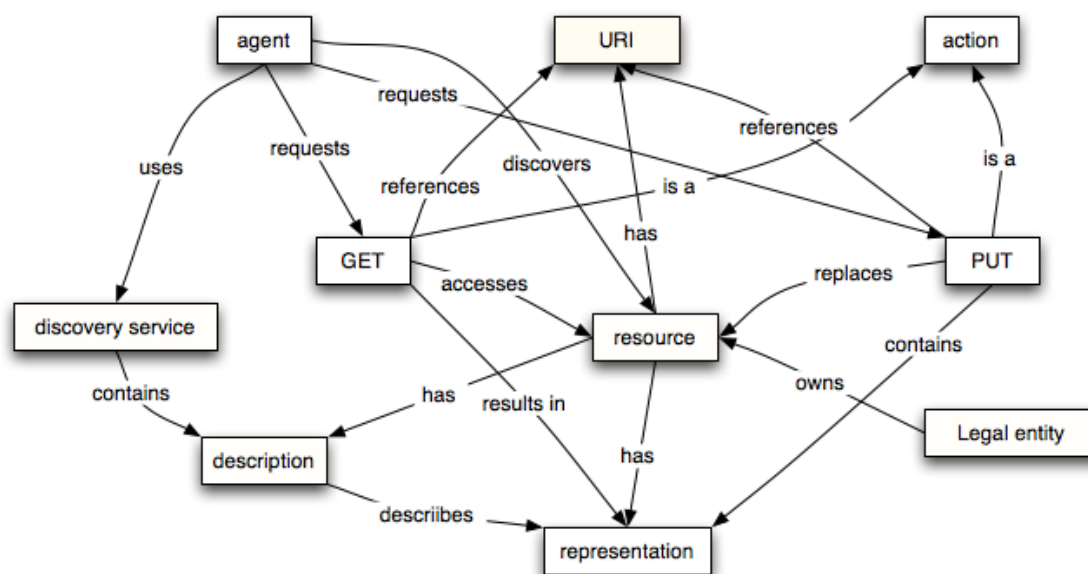 agent
URI
action
requests
references
requests
uses
discovers
is a
references
is a
has
GET
PUT
accesses
replaces
discovery service
resource
contains
contains
has
results in
owns
Legal entity
description
has
descriibes
representation